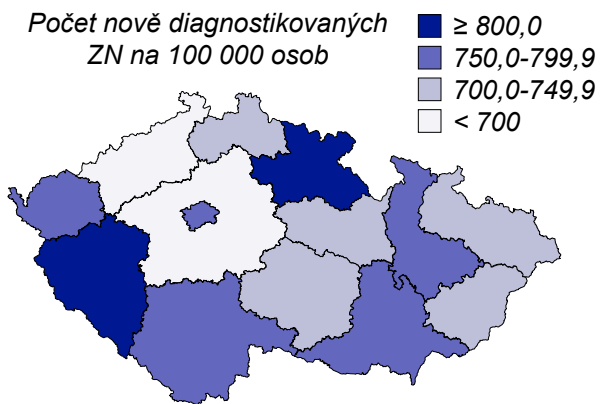 Počet nově diagnostikovaných
ZN na 100 000 osob
≥ 800,0
750,0-799,9
700,0-749,9
< 700